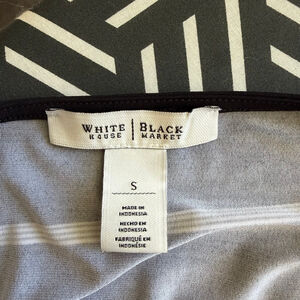 WHITE | BLACK
HOUSE | MARKET
S
MADE IN
INDONESIA
HECHO EN
INDONESIA
FABRIQUÉ EN
INDONÉSIE